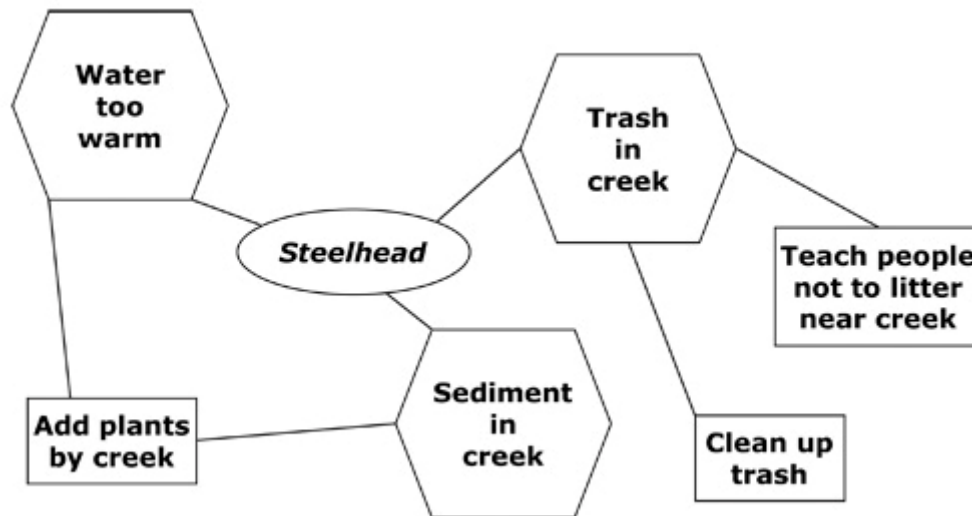 Water
too
warm
Trash
in
creek
Steelhead
Teach people
not to litter
near creek
Sediment
in
creek
Add plants
by creek
Clean up
trash